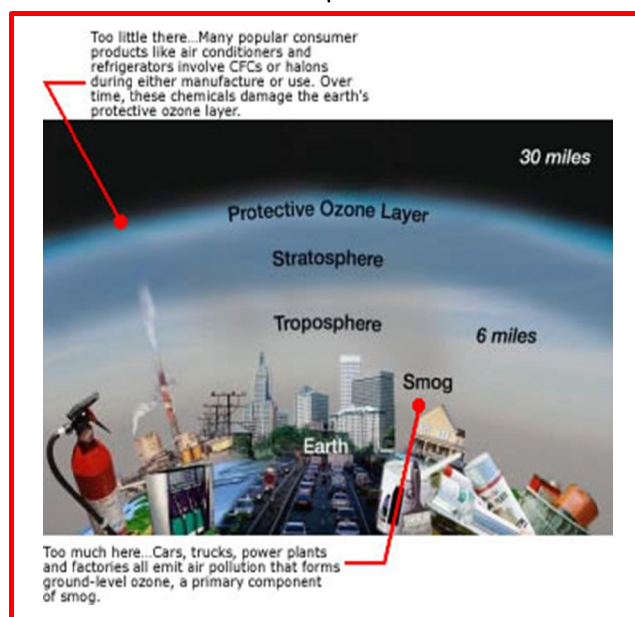 Too little there...Many popular consumer
products like air conditioners and
refrigerators involve CFCs or halons
during either manufacture or use. Over
time, these chemicals damage the earth's
protective ozone layer.
30 miles
Protective Ozone Layer
Stratosphere
Troposphere
6 miles
Smog
Earth
Too much here...Cars, trucks, power plants
and factories all emit air pollution that forms
ground-level ozone, a primary component
of smog.